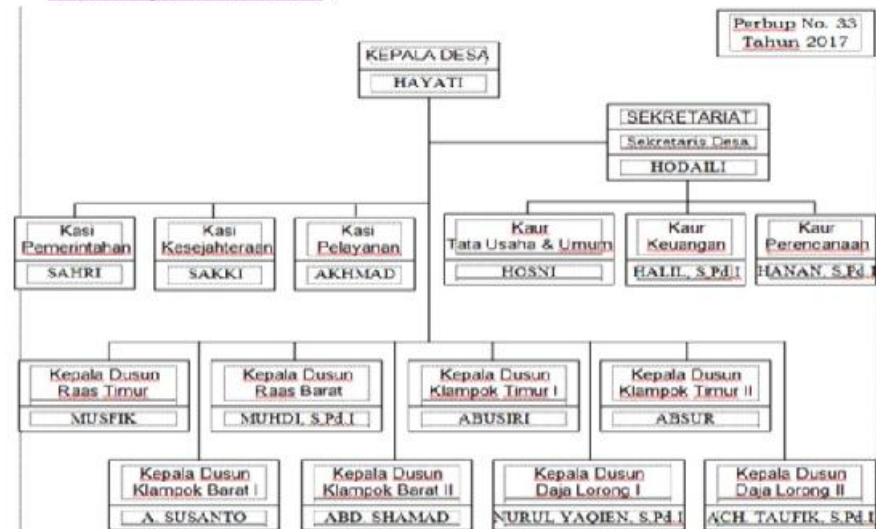 Perbup No. 33
Tahun 2017
KEPALA DESA
HAYATI
SEKRETARIAT
Sekretaris Desa
HODAILI
Kasi
Pemerintahan
SAHRI
Kasi
Kesejahteraan
SAKKI
Kasi
Pelayanan
AKHMAD
Kaur
Tata Usaha & Umum
HOSNI
Kaur
Keuangan
HALIL, S.Pd.I
Kaur
Perencanaan
HANAN, S.Pd.I
Kepala Dusun
Raas Timur
MUSFIK
Kepala Dusun
Raas Barat
MUHDI, S.Pd.I
Kepala Dusun
Klampok Timur I
ABUSIRI
Kepala Dusun
Klampok Timur II
ABSUR
Kepala Dusun
Klampok Barat I
A. SUSANTO
Kepala Dusun
Klampok Barat II
ABD. SHAMAD
Kepala Dusun
Daja Lorong I
NURUL YAQIEN, S.Pd.I
Kepala Dusun
Daja Lorong II
ACH. TAUFIK, S.Pd.I